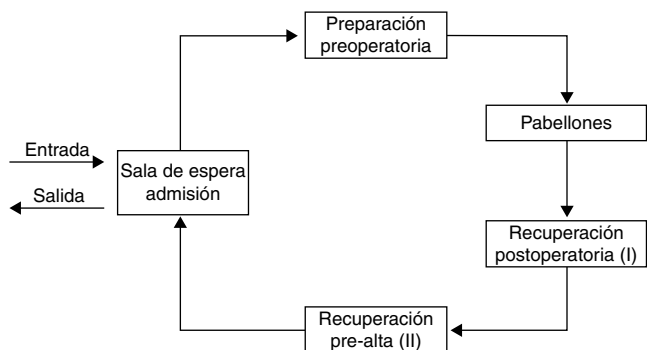 Preparación
preoperatoria
Pabellones
Entrada
Sala de espera
admisión
Salida
Recuperación
postoperatoria (I)
Recuperación
pre-alta (II)